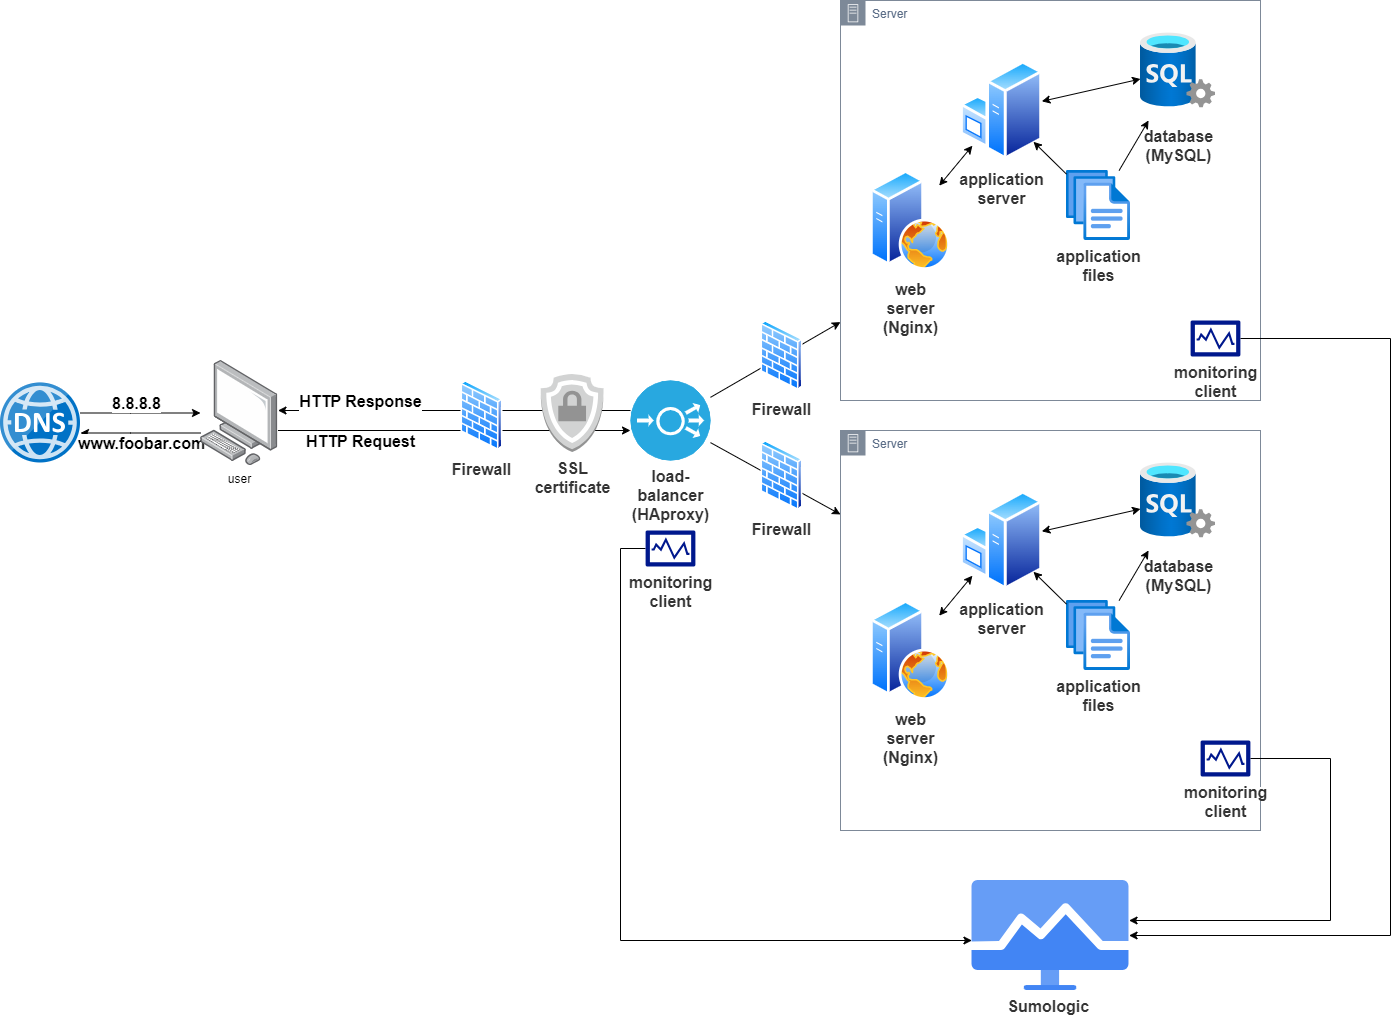 Server
SQL
database
(MySQL)
application
server
application
files
web
server
(Nginx)
monitoring
client
DNS
8.8.8.8
www.foobar.com
user
HTTP Response
HTTP Request
Firewall
SSL
certificate
load-
balancer
(HAproxy)
monitoring
client
Firewall
Firewall
Server
SQL
database
(MySQL)
application
server
application
files
web
server
(Nginx)
monitoring
client
Sumologic